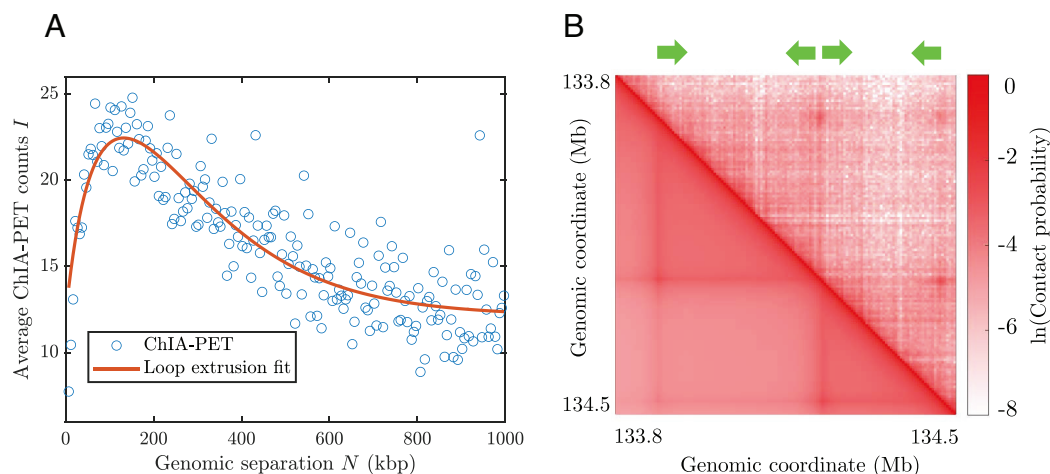 A
B
25
20
15
10
0
200
400
600
800
1000
Average ChIA-PET counts I
Genomic separation N (kbp)
ChIA-PET
Loop extrusion fit
133.8
134.5
Genomic coordinate (Mb)
133.8
134.5
Genomic coordinate (Mb)
0
-2
-4
-6
-8
ln(Contact probability)